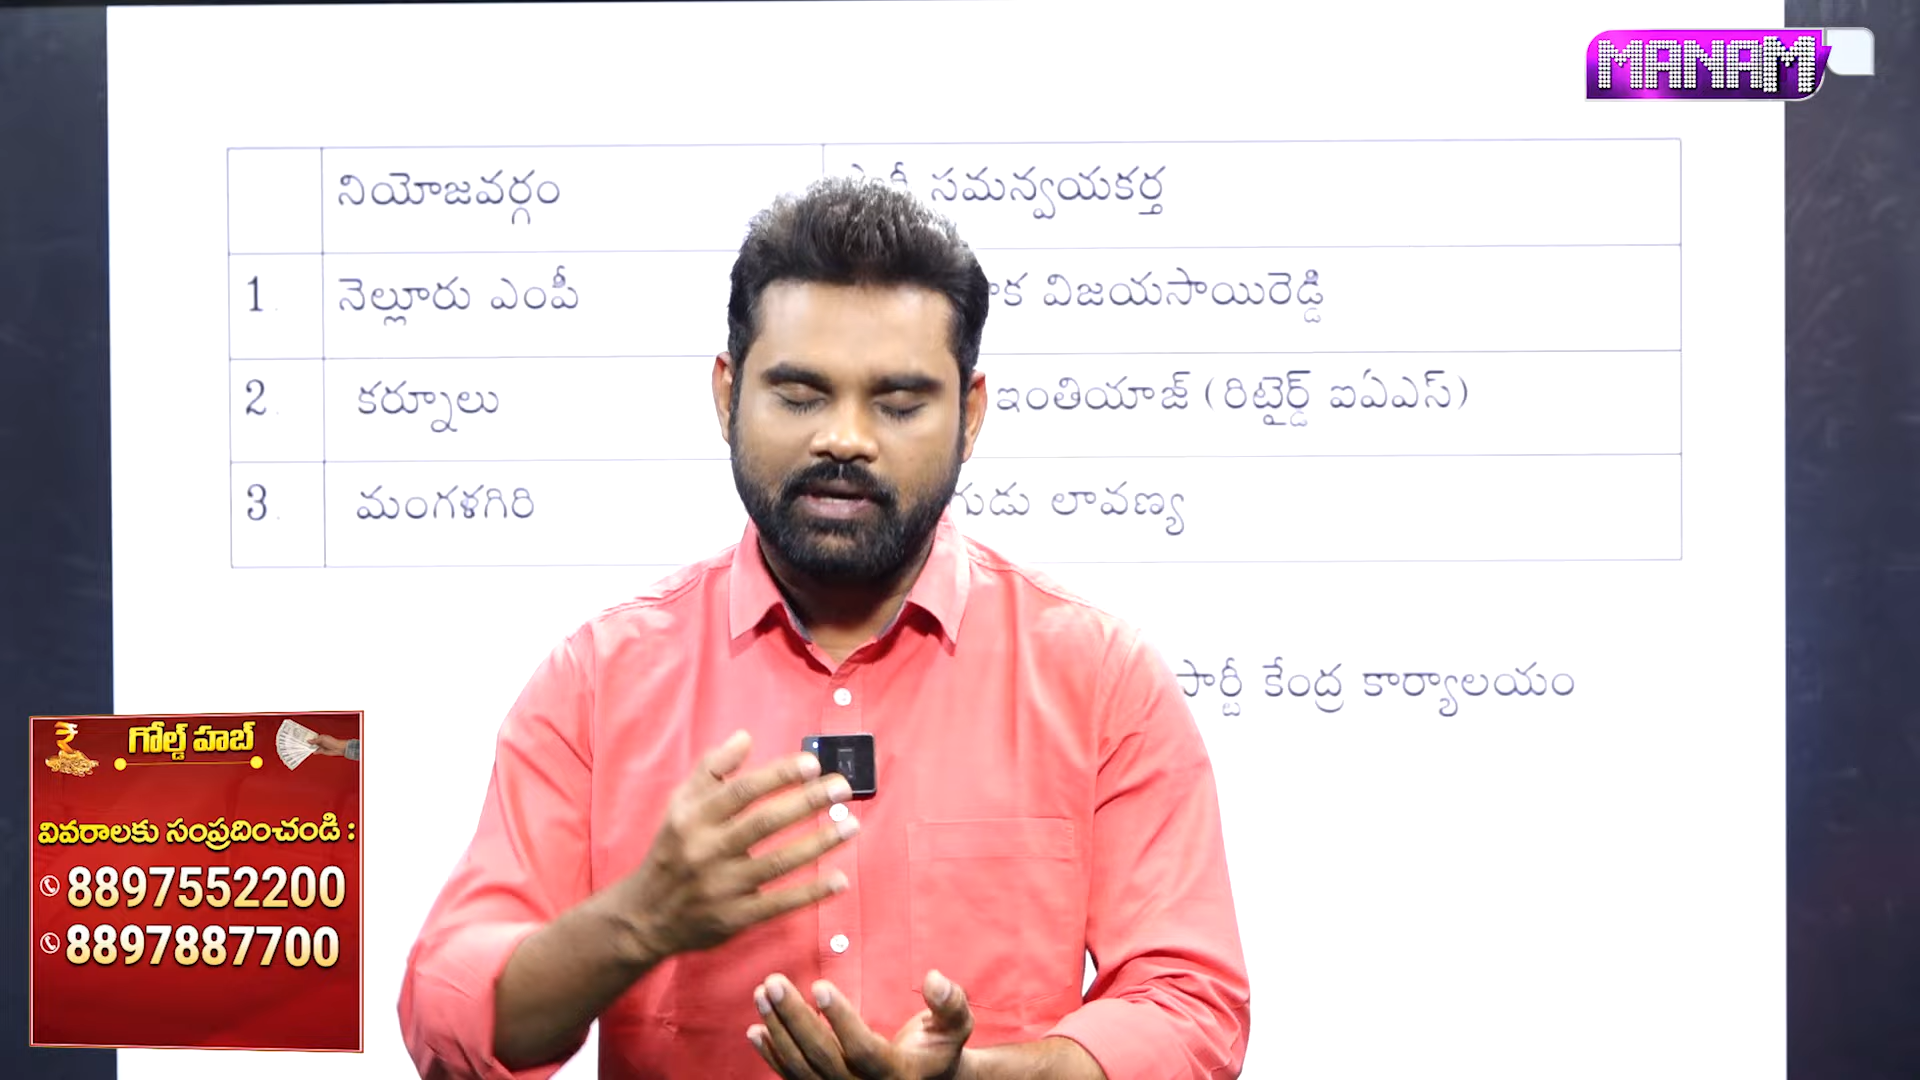 MANAM
నియోజవర్గం సమన్వయకర్త
1. నెల్లూరు ఎంపీ విజయసాయిరెడ్డి
2. కర్నూలు ఇంతియాజ్ (రిటైర్డ్ ఐఏఎస్)
3. మంగళగిరి లావణ్య
పార్టీ కేంద్ర కార్యాలయం
గోల్డ్ హబ్
వివరాలకు సంప్రదించండి :
8897552200
8897887700